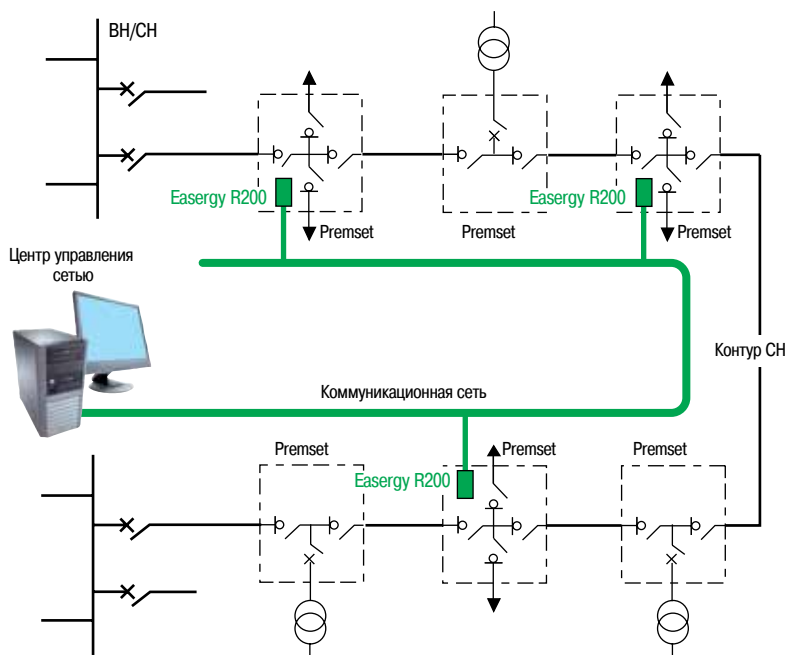 ВН/СН
Easergy R200
Premset
Premset
Easergy R200
Premset
Центр управления
сетью
Контур СН
Коммуникационная сеть
Premset
Premset
Premset
Easergy R200